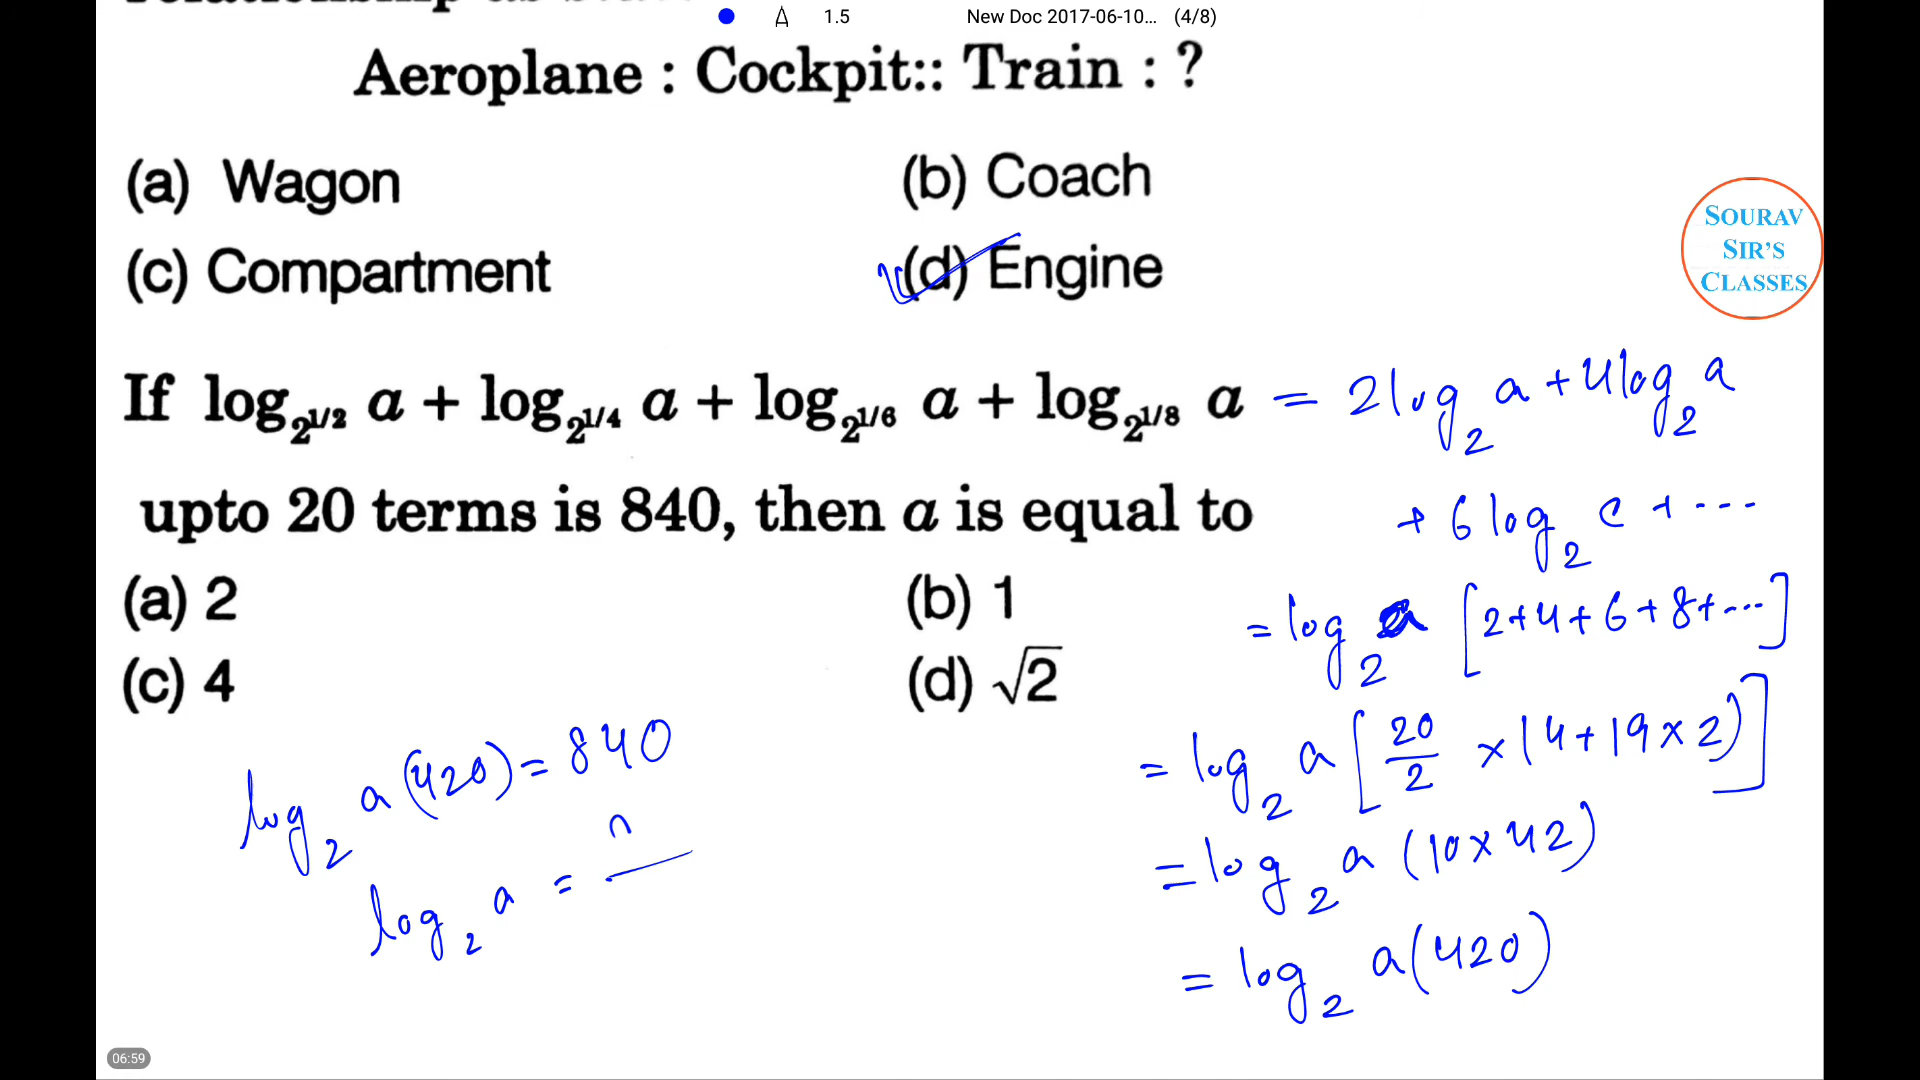 1.5 New Doc 2017-06-10... (4/8)
Aeroplane : Cockpit:: Train : ?
(a) Wagon (b) Coach
(c) Compartment (d) Engine
SOURAV
SIR'S
CLASSES
If log_{2^{1/2}} a + log_{2^{1/4}} a + log_{2^{1/6}} a + log_{2^{1/8}} a = 2log_2 a + 4log_2 a
upto 20 terms is 840, then a is equal to
+ 6log_2 c + ---
(a) 2 (b) 1
= log_2 a [2+4+6+8+---]
(c) 4 (d) √2
= log_2 a [20/2 × (4+19×2)]
= log_2 a (10×42)
= log_2 a (420)
log_2 a (420) = 840
log_2 a =
06:59